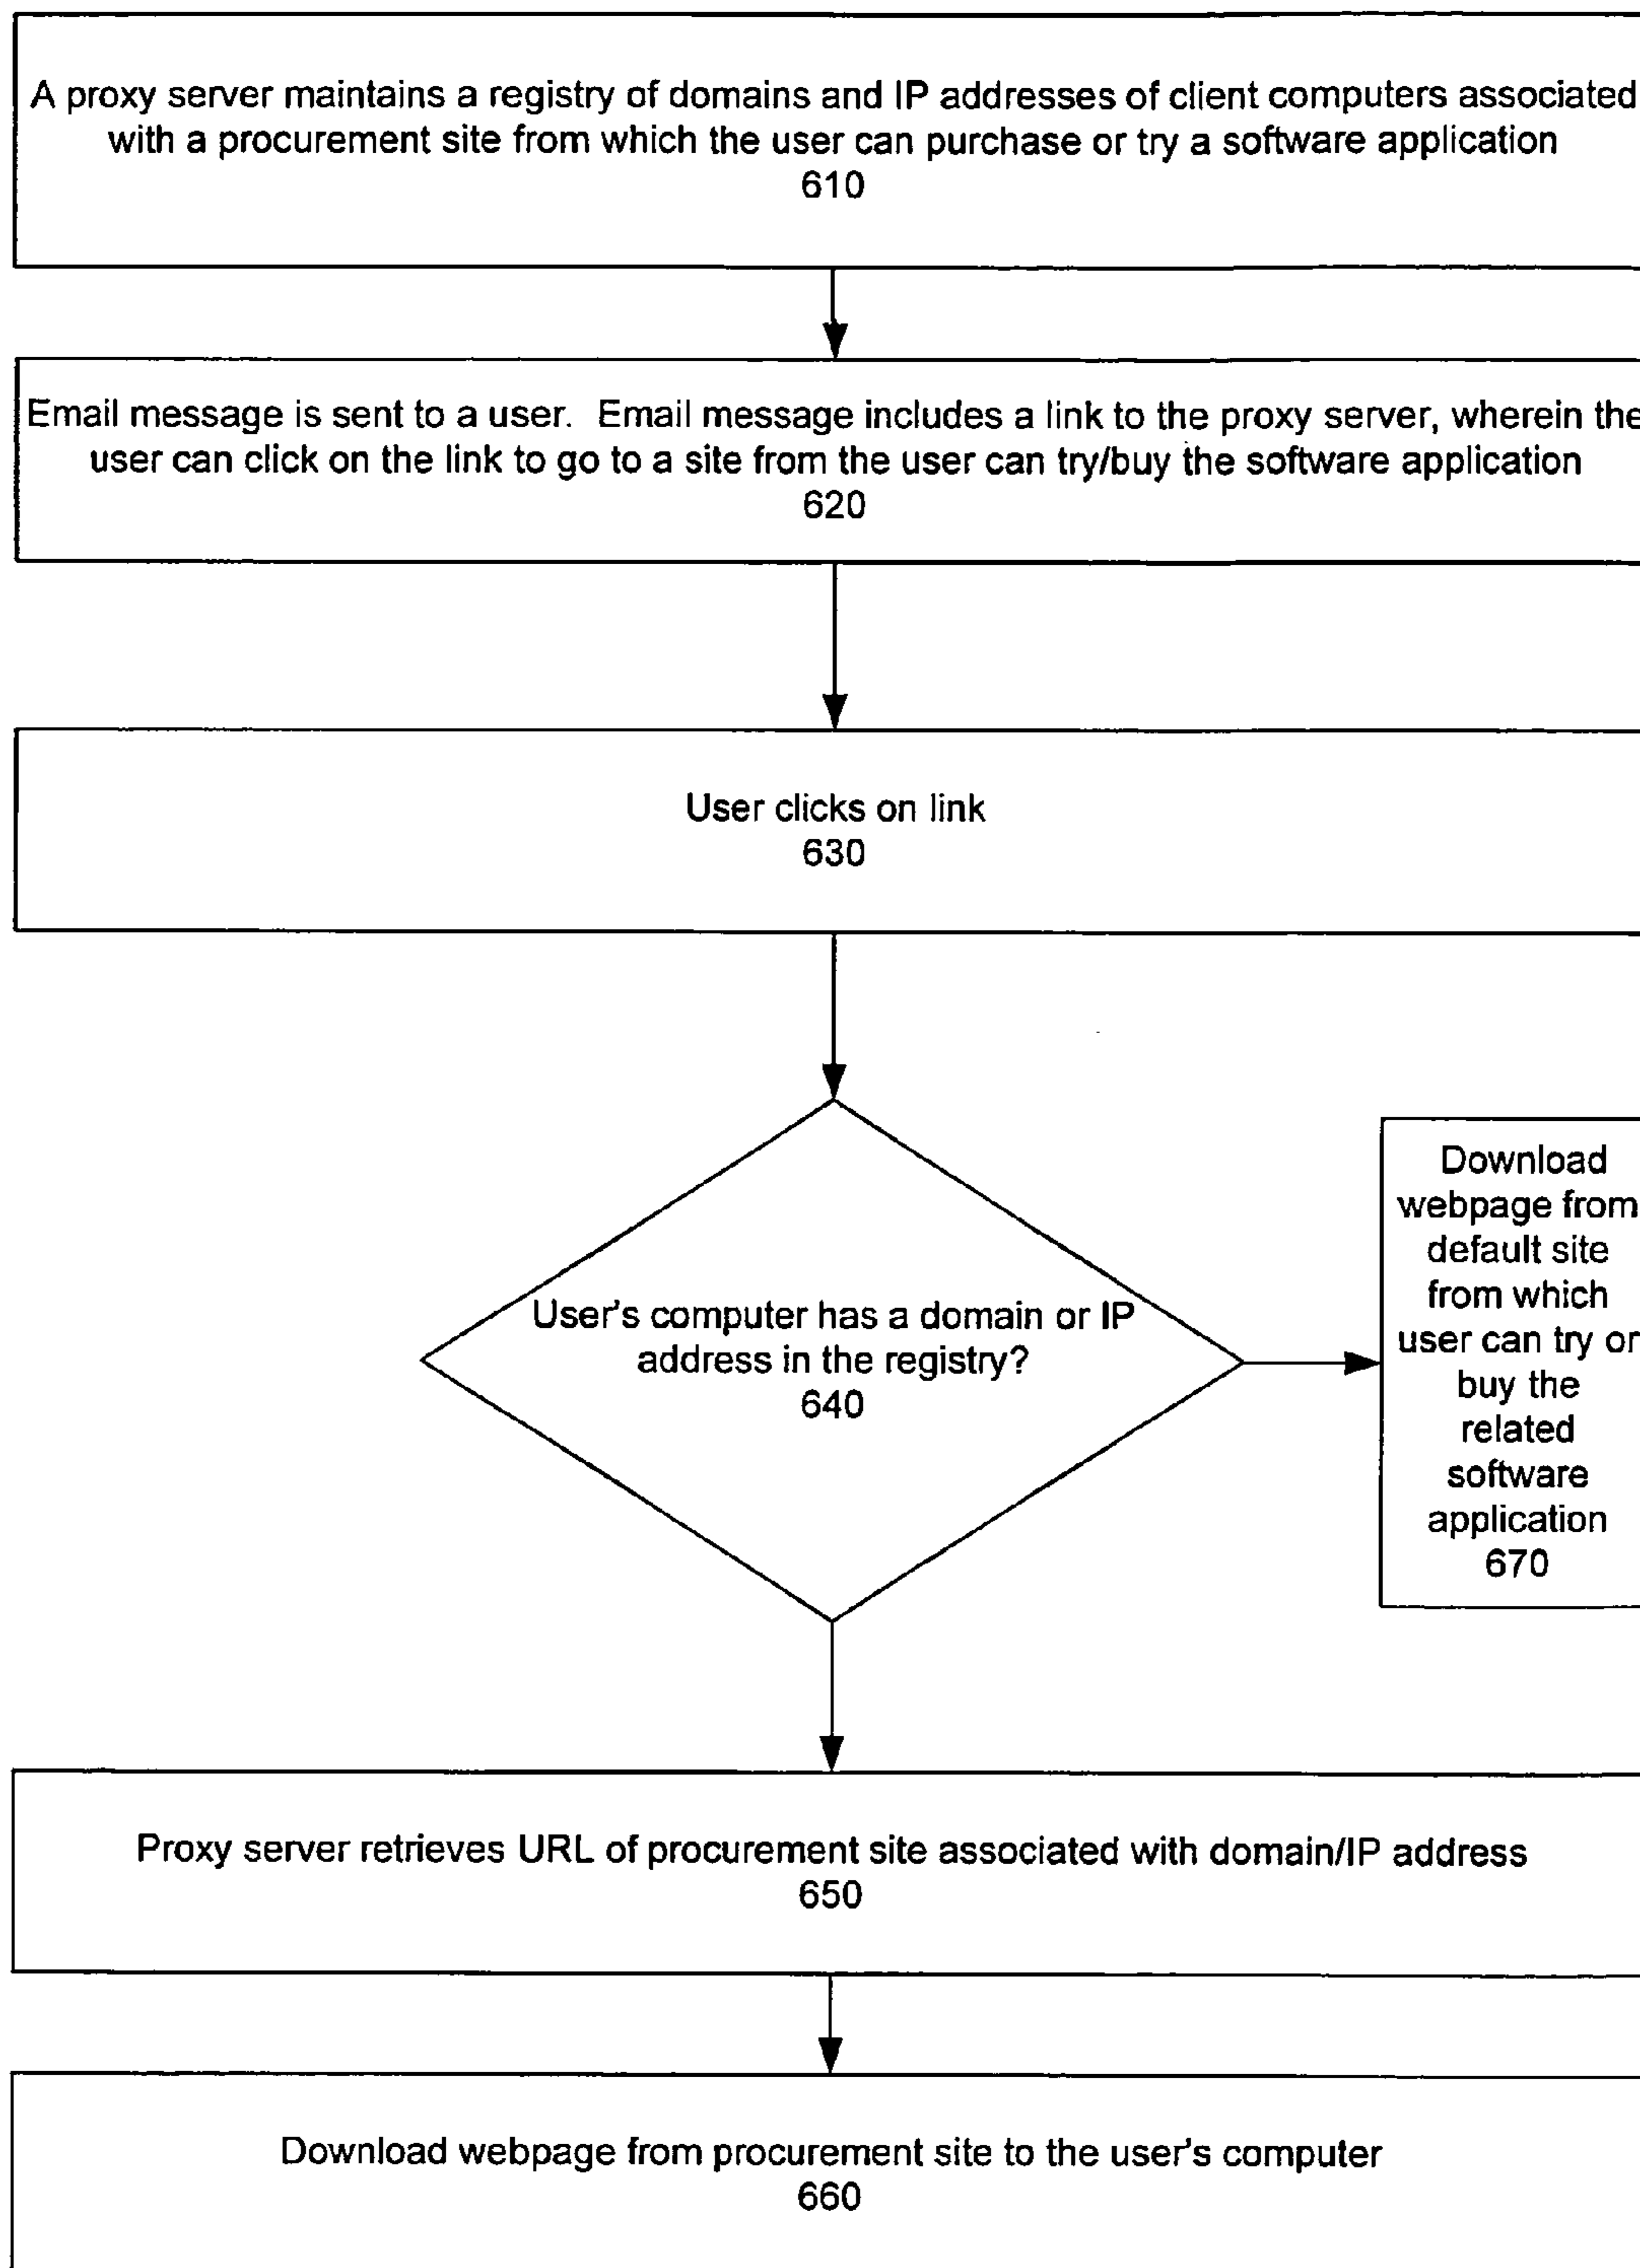 A proxy server maintains a registry of domains and IP addresses of client computers associated
with a procurement site from which the user can purchase or try a software application
610
Email message is sent to a user. Email message includes a link to the proxy server, wherein the
user can click on the link to go to a site from the user can try/buy the software application
620
User clicks on link
630
User's computer has a domain or IP
address in the registry?
640
Download
webpage from
default site
from which
user can try or
buy the
related
software
application
670
Proxy server retrieves URL of procurement site associated with domain/IP address
650
Download webpage from procurement site to the user's computer
660